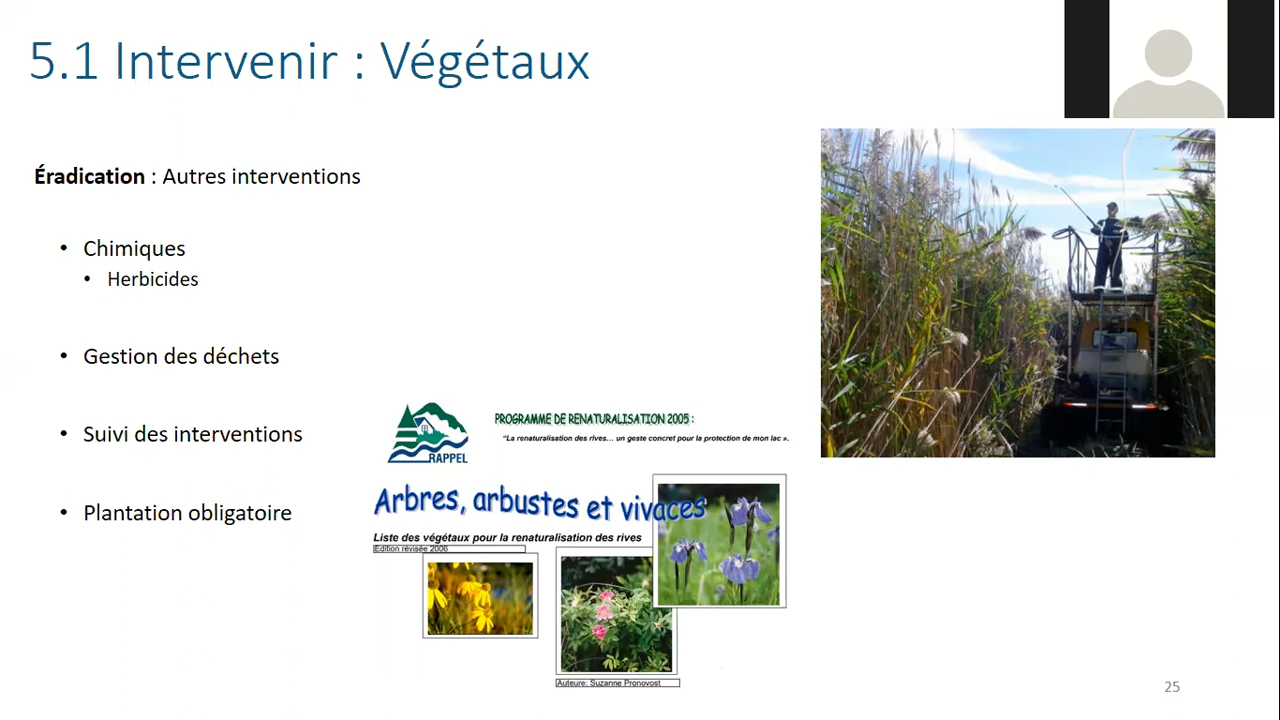 5.1 Intervenir : Végétaux
Éradication : Autres interventions
• Chimiques
• Herbicides
• Gestion des déchets
• Suivi des interventions
• Plantation obligatoire
RAPPEL
PROGRAMME DE RENATURALISATION 2005 :
"La renaturalisation des rives... un geste concret pour la protection de mon lac ».
Arbres, arbustes et vivaces
Liste des végétaux pour la renaturalisation des rives
Édition révisée 2006
Auteure: Suzanne Pronovost
25